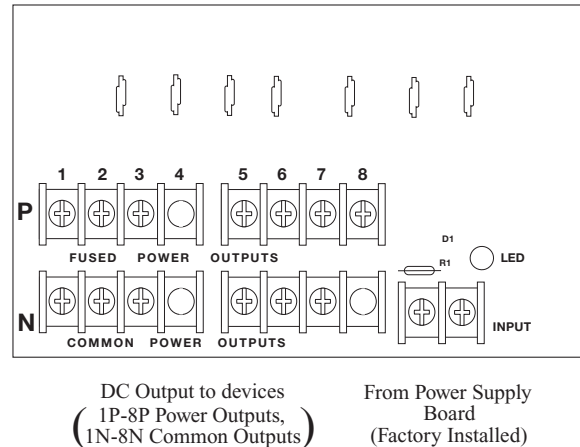 1 2 3 4 5 6 7 8
P
FUSED POWER OUTPUTS
D1
R1
LED
N
COMMON POWER OUTPUTS
INPUT
DC Output to devices
(1P-8P Power Outputs,
1N-8N Common Outputs)
From Power Supply
Board
(Factory Installed)